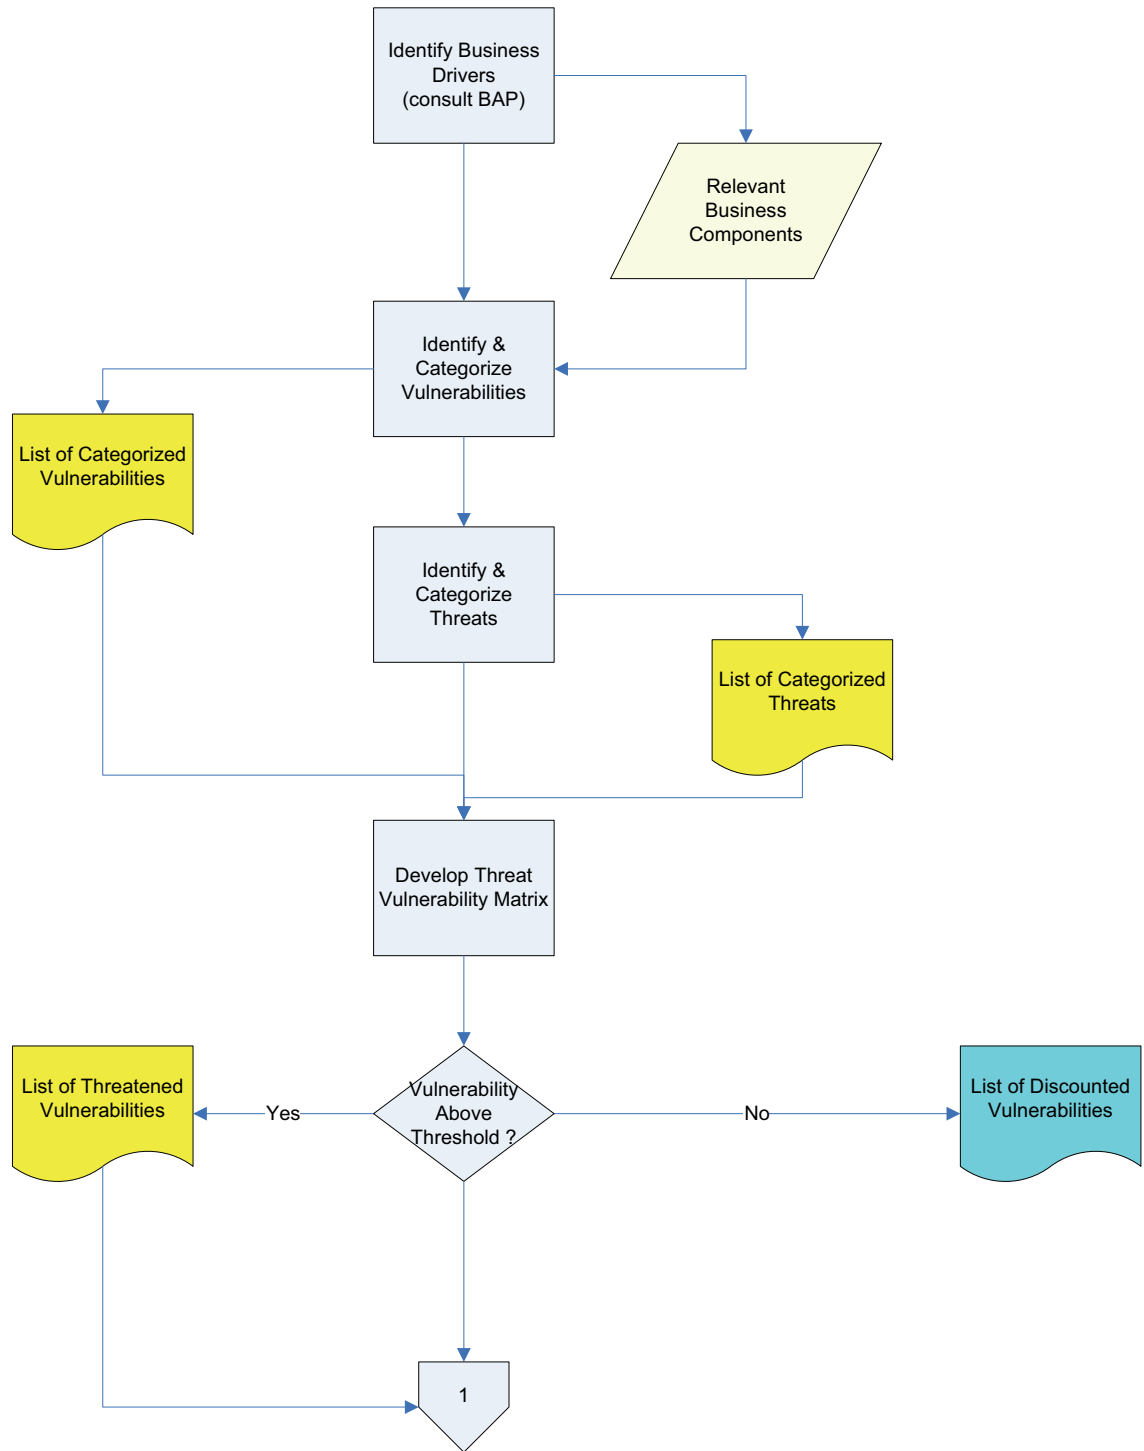 Identify Business
Drivers
(consult BAP)
Relevant
Business
Components
Identify &
Categorize
Vulnerabilities
List of Categorized
Vulnerabilities
Identify &
Categorize
Threats
List of Categorized
Threats
Develop Threat
Vulnerability Matrix
List of Threatened
Vulnerabilities
Yes
Vulnerability
Above
Threshold ?
No
List of Discounted
Vulnerabilities
1